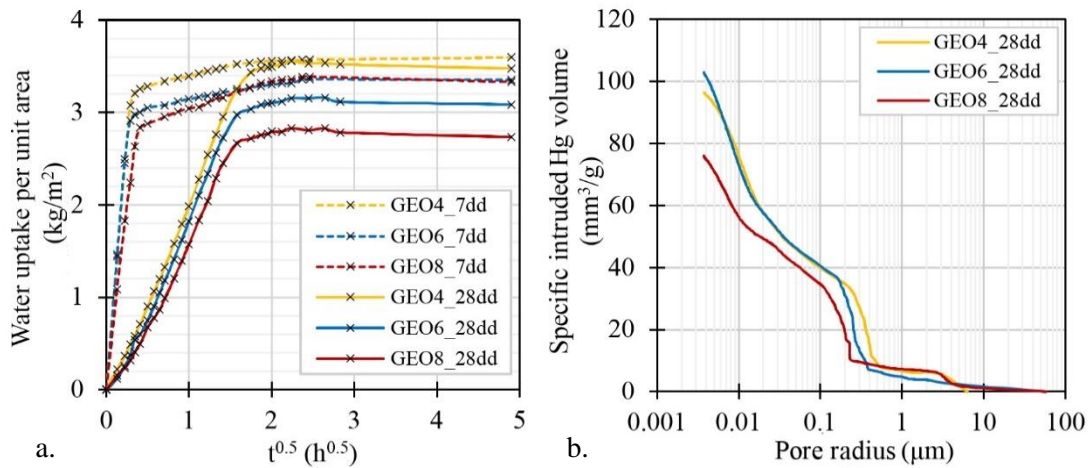 Water uptake per unit area
(kg/m²)
4
3
2
1
0
GEO4_7dd
GEO6_7dd
GEO8_7dd
GEO4_28dd
GEO6_28dd
GEO8_28dd
0 1 2 3 4 5
t^0.5 (h^0.5)
a.
Specific intruded Hg volume
(mm³/g)
120
100
80
60
40
20
0
GEO4_28dd
GEO6_28dd
GEO8_28dd
0.001 0.01 0.1 1 10 100
Pore radius (μm)
b.